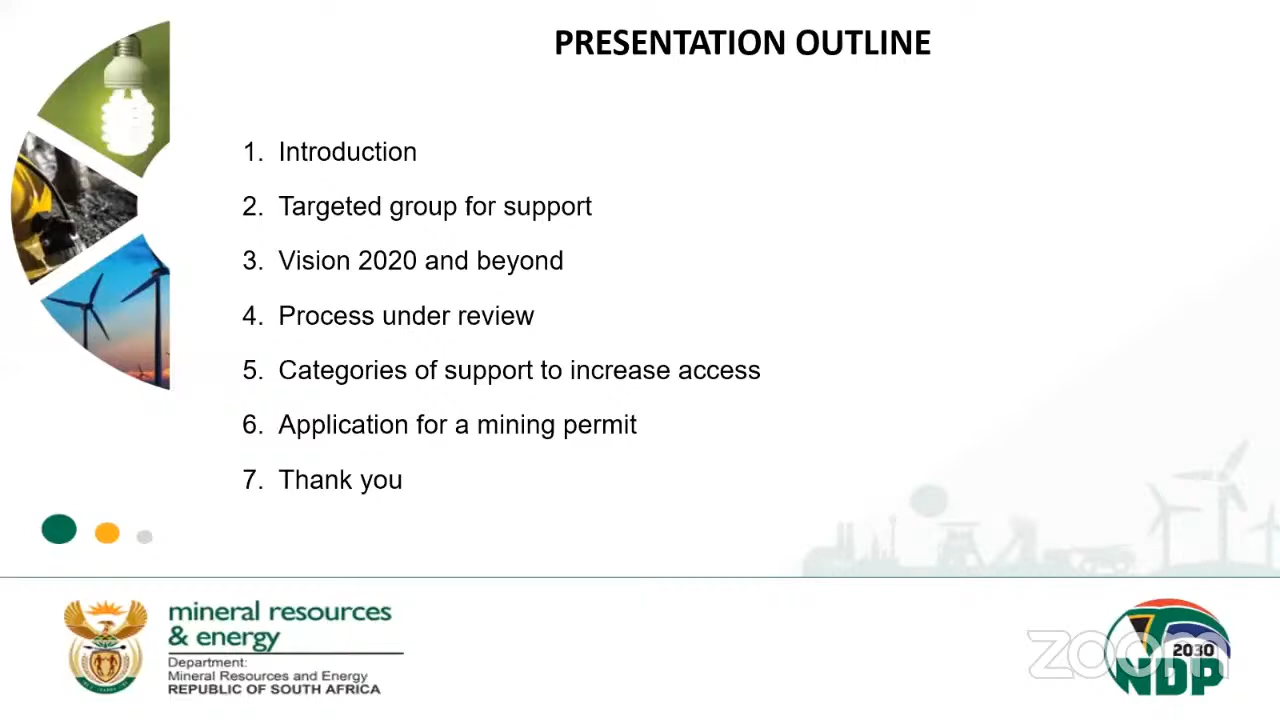 PRESENTATION OUTLINE
1. Introduction
2. Targeted group for support
3. Vision 2020 and beyond
4. Process under review
5. Categories of support to increase access
6. Application for a mining permit
7. Thank you
mineral resources
& energy
Department:
Mineral Resources and Energy
REPUBLIC OF SOUTH AFRICA
zoom
2030
NDP